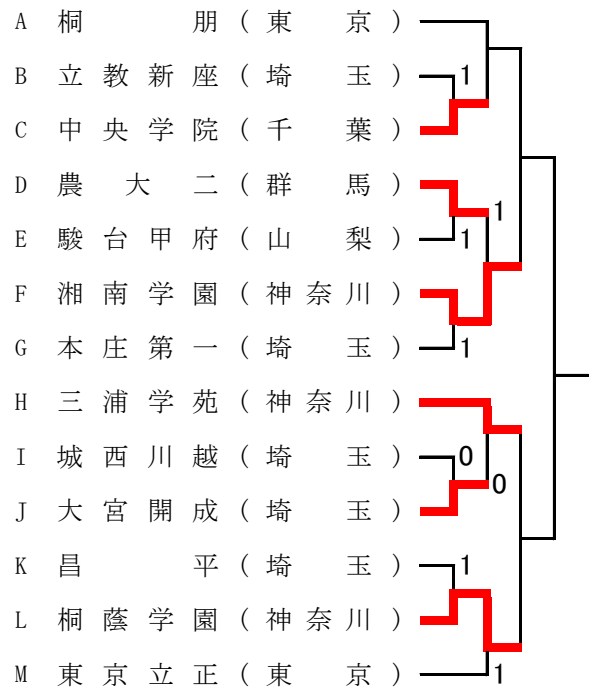 A 桐朋(東京)
B 立教新座(埼玉) 1
C 中央学院(千葉)
D 農大二(群馬) 1
E 駿台甲府(山梨) 1
F 湘南学園(神奈川)
G 本庄第一(埼玉) 1
H 三浦学苑(神奈川)
I 城西川越(埼玉) 0
0
J 大宮開成(埼玉)
K 昌平(埼玉) 1
L 桐蔭学園(神奈川)
M 東京立正(東京) 1